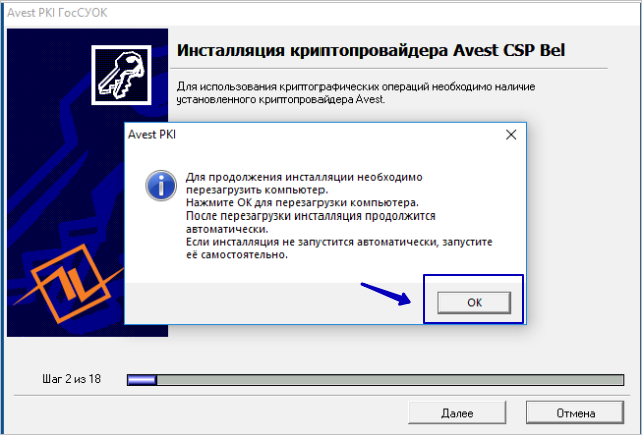 Avest PKI ГосСУОК
Инсталляция криптопровайдера Avest CSP Bel
Для использования криптографических операций необходимо наличие
установленного криптопровайдера Avest.
Avest PKI
Для продолжения инсталляции необходимо
перезагрузить компьютер.
Нажмите ОК для перезагрузки компьютера.
После перезагрузки инсталляция продолжится
автоматически.
Если инсталляция не запустится автоматически, запустите
её самостоятельно.
ОК
Шаг 2 из 18
Далее
Отмена